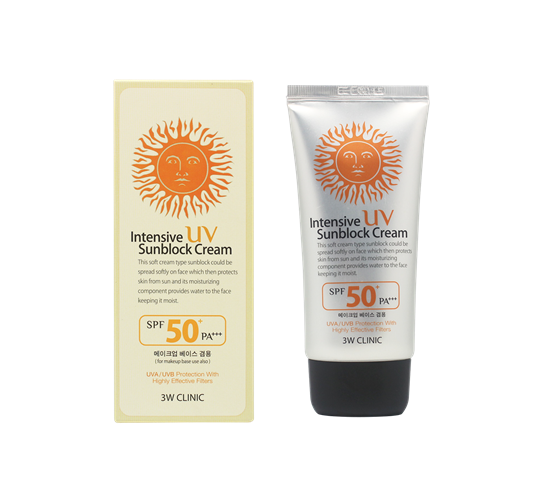 Intensive UV
Sunblock Cream
This soft cream type sunblock could be
spread softly on face which then protects
skin from sun and its moisturizing
component provides water to the face
keeping it moist.
SPF 50+ PA+++
메이크업 베이스 겸용
( for makeup base use also )
UVA/UVB Protection With
Highly Effective Filters
3W CLINIC
Intensive UV
Sunblock Cream
This soft cream type sunblock could be
spread softly on face which then protects
skin from sun and its moisturizing
component provides water to the face
keeping it moist.
SPF 50+ PA+++
메이크업 베이스 겸용
UVA/UVB Protection With
Highly Effective Filters
3W CLINIC